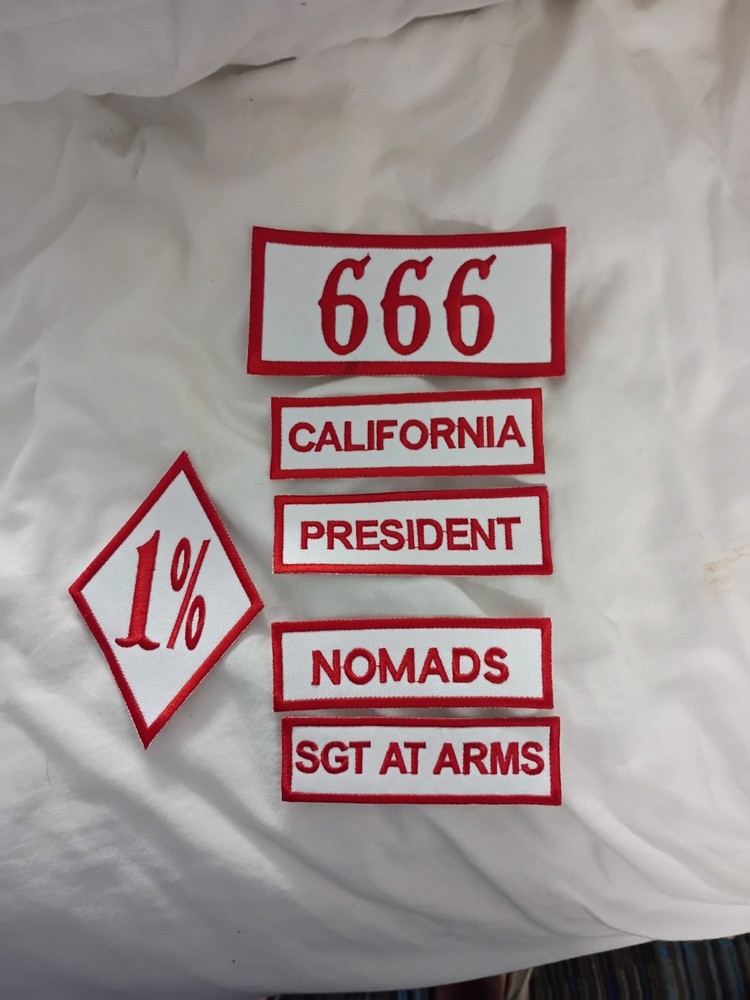 666
CALIFORNIA
PRESIDENT
1%
NOMADS
SGT AT ARMS